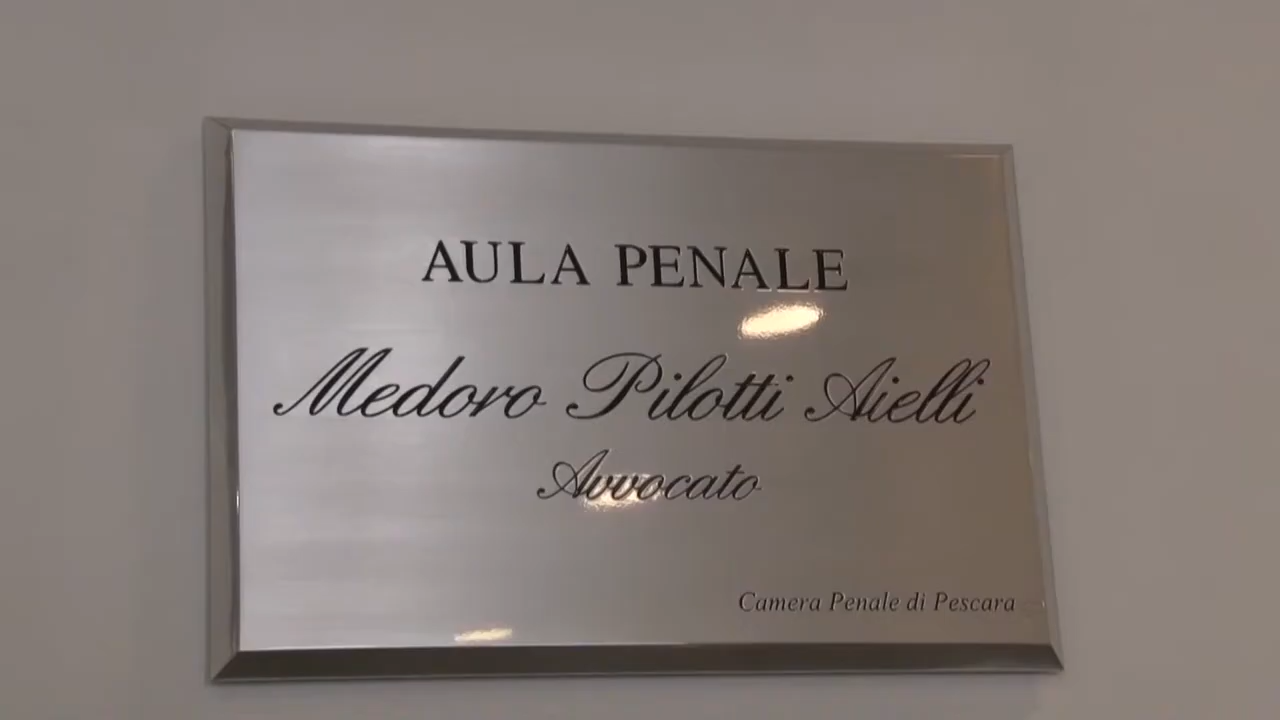 AULA PENALE
Medoro Pilotti Aielli
Avvocato
Camera Penale di Pescara